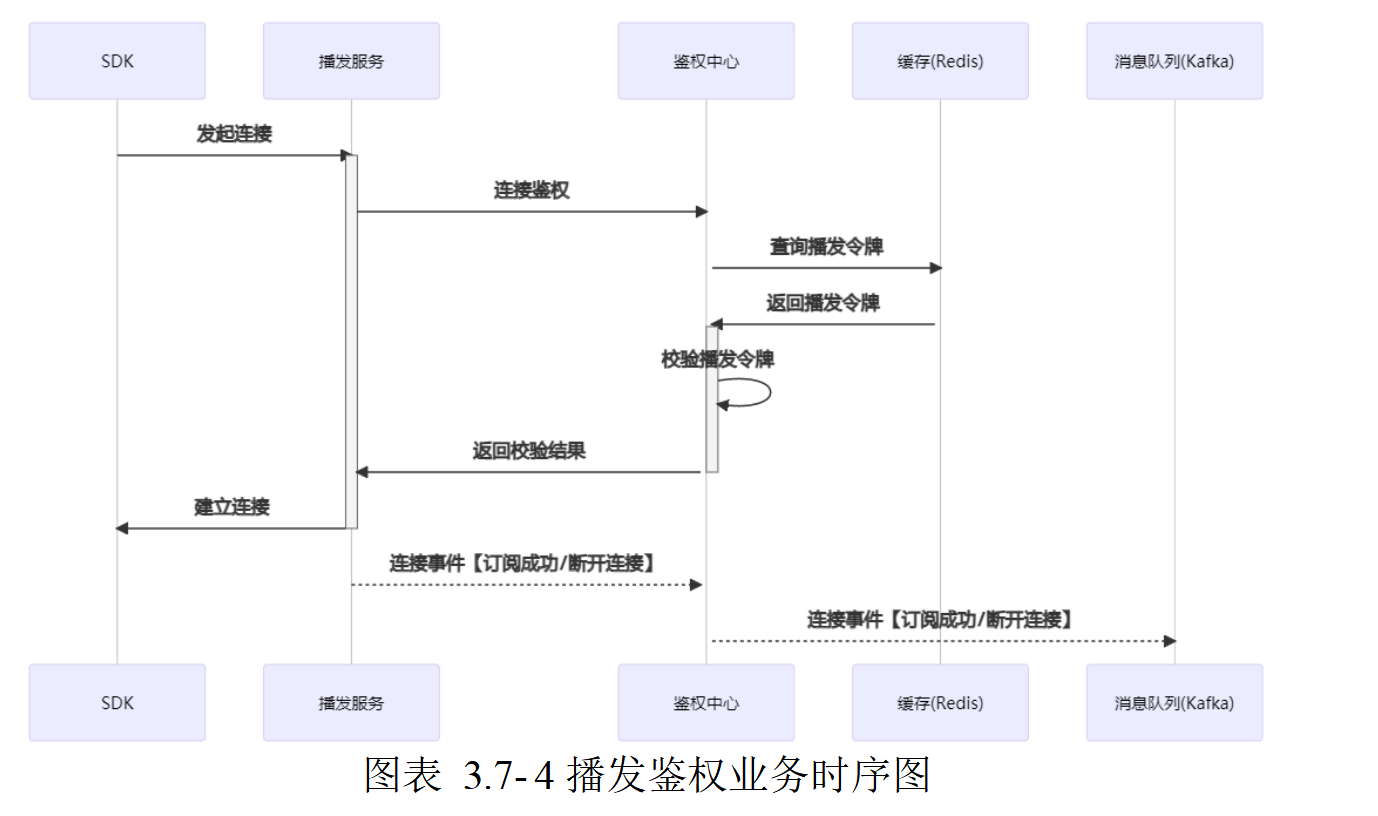 SDK
播发服务
鉴权中心
缓存(Redis)
消息队列(Kafka)
发起连接
连接鉴权
查询播发令牌
返回播发令牌
校验播发令牌
返回校验结果
建立连接
连接事件【订阅成功/断开连接】
连接事件【订阅成功/断开连接】
SDK
播发服务
鉴权中心
缓存(Redis)
消息队列(Kafka)
图表 3.7-4 播发鉴权业务时序图